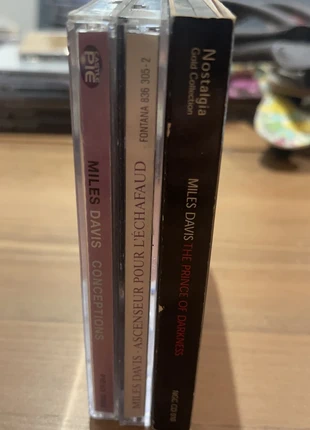 PIE
MILES DAVIS CONCEPTIONS
FONTANA 836 305-2
MILES DAVIS ASCENSEUR POUR L'ECHAFAUD
Nostalgia
Gold Collection
MILES DAVIS THE PRINCE OF DARKNESS